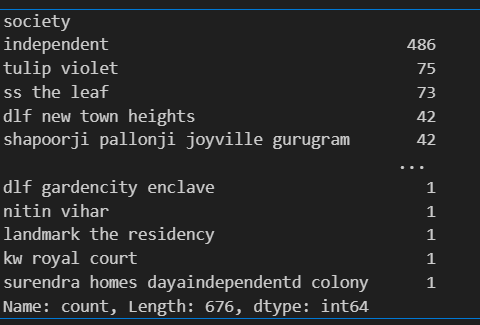 society
independent 486
tulip violet 75
ss the leaf 73
dlf new town heights 42
shapoorji pallonji joyville gurugram 42
...
dlf gardencity enclave 1
nitin vihar 1
landmark the residency 1
kw royal court 1
surendra homes dayaindependentd colony 1
Name: count, Length: 676, dtype: int64